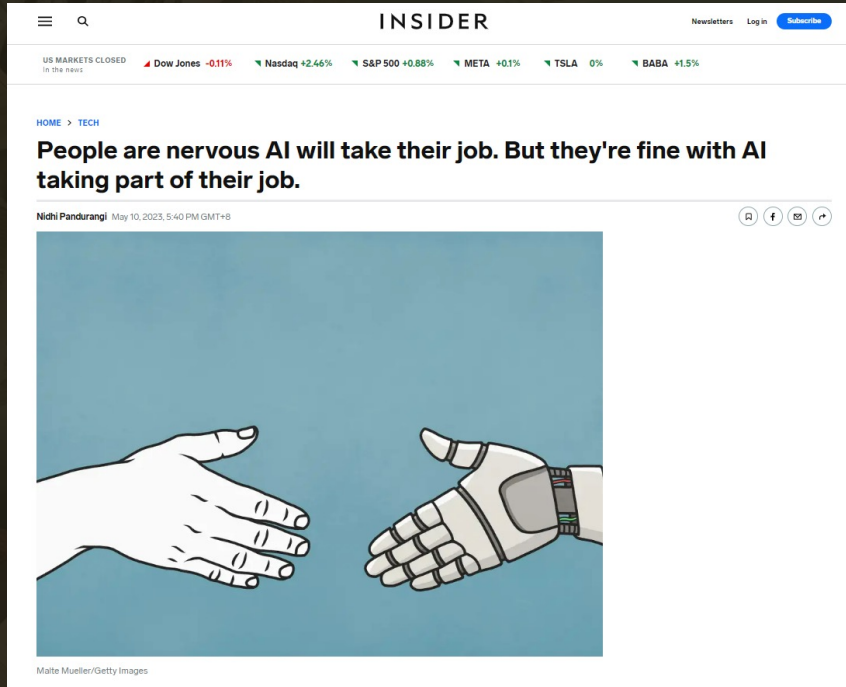 INSIDER
Newsletters Log in Subscribe
US MARKETS CLOSED
In the news
Dow Jones -0.11% Nasdaq +2.46% S&P 500 +0.88% META +0.1% TSLA 0% BABA +1.5%
HOME > TECH
People are nervous AI will take their job. But they're fine with AI
taking part of their job.
Nidhi Pandurangi May 10, 2023, 5:40 PM GMT+8
Malte Mueller/Getty Images